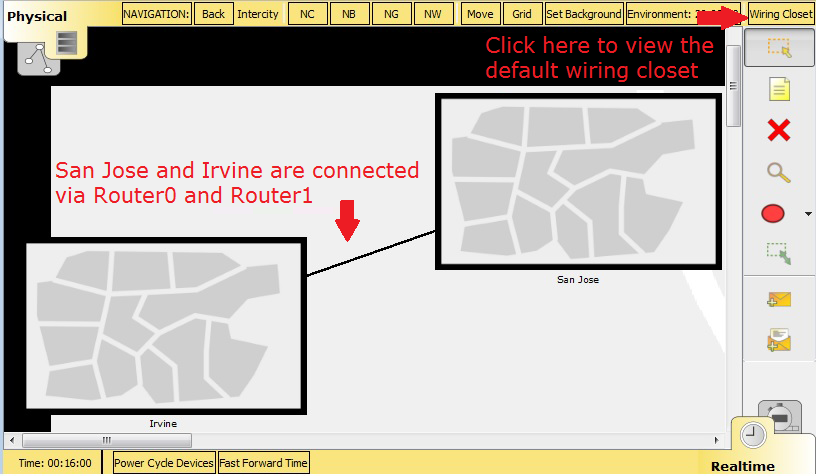 Physical
NAVIGATION: Back Intercity NC NB NG NW Move Grid Set Background Environment: Wiring Closet
Click here to view the
default wiring closet
San Jose and Irvine are connected
via Router0 and Router1
San Jose
Irvine
Time: 00:16:00 Power Cycle Devices Fast Forward Time
Realtime